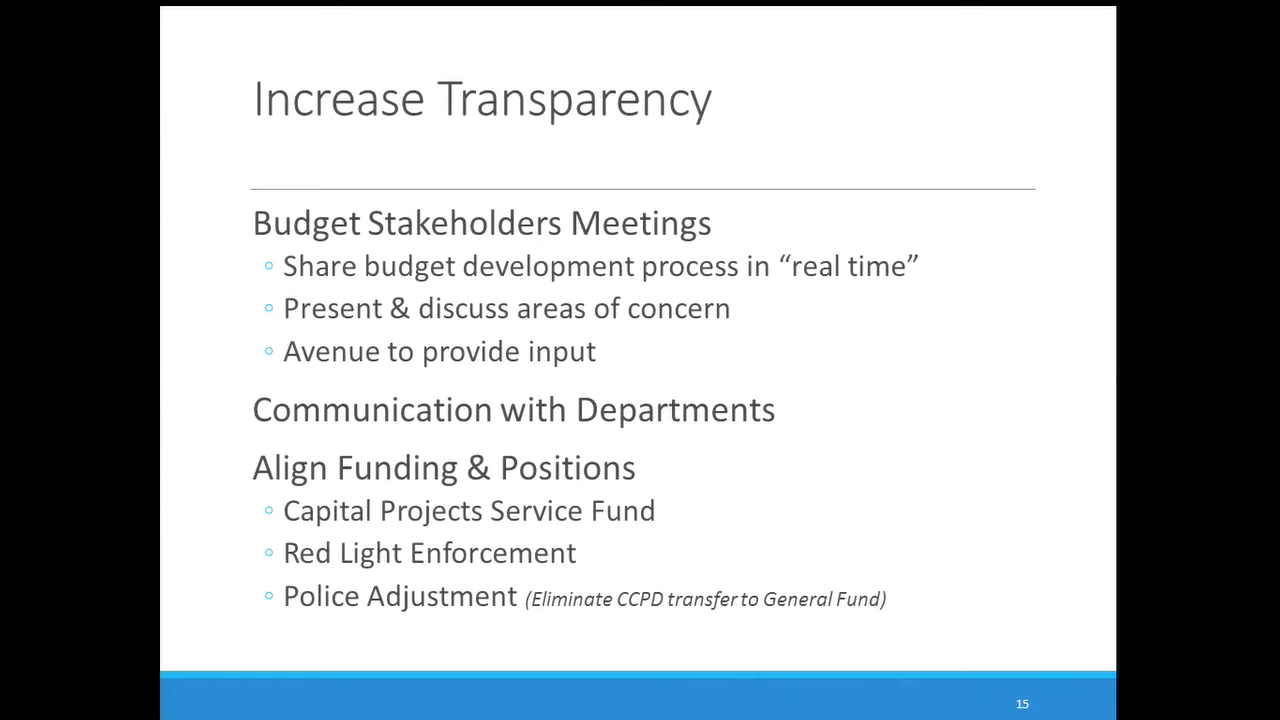 Increase Transparency
Budget Stakeholders Meetings
◦ Share budget development process in “real time”
◦ Present & discuss areas of concern
◦ Avenue to provide input
Communication with Departments
Align Funding & Positions
◦ Capital Projects Service Fund
◦ Red Light Enforcement
◦ Police Adjustment (Eliminate CCPD transfer to General Fund)
15